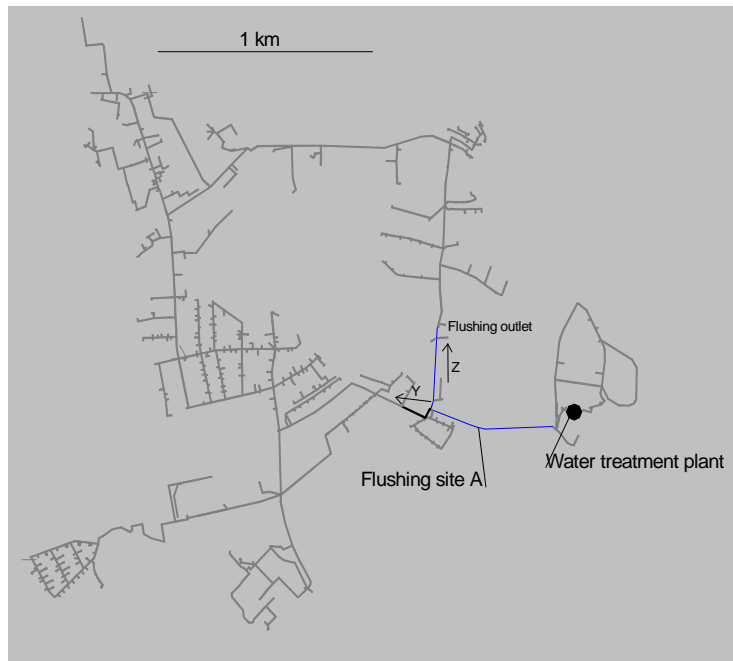 1 km
Flushing outlet
Z
Y
Flushing site A
Water treatment plant